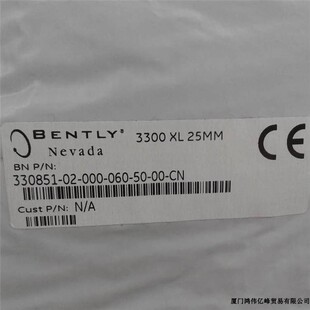 BENTLY®
Nevada
3300 XL 25MM
CE
BN P/N:
330851-02-000-060-50-00-CN
Cust P/N: N/A
厦门鸿伟亿峰贸易有限公司